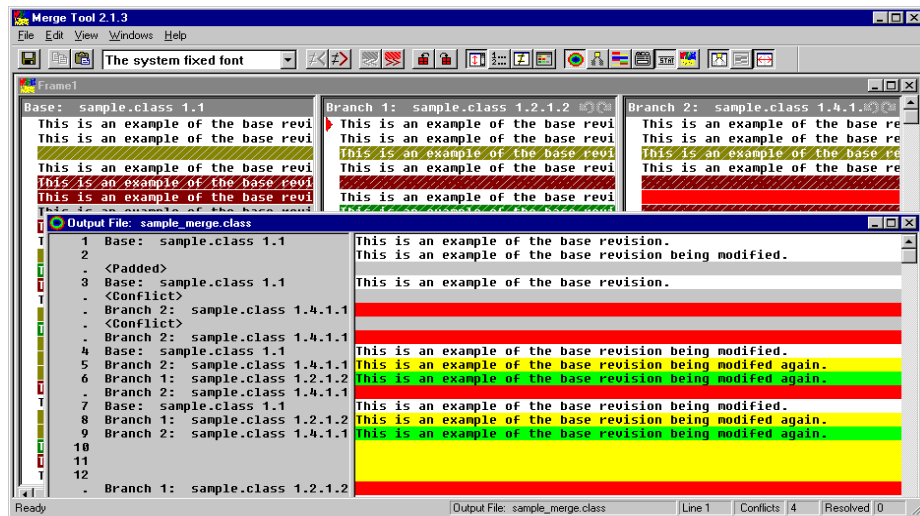 Merge Tool 2.1.3
File Edit View Windows Help
The system fixed font
Frame1
Base: sample.class 1.1
Branch 1: sample.class 1.2.1.2
Branch 2: sample.class 1.4.1.
This is an example of the base revi
This is an example of the base revi
This is an example of the base re
This is an example of the base revi
This is an example of the base revi
This is an example of the base re
This is an example of the base revi
This is an example of the base re
This is an example of the base revi
This is an example of the base revi
This is an example of the base re
This is an example of the base revi
This is an example of the base revi
This is an example of the base revi
Output File: sample_merge.class
1 Base: sample.class 1.1 This is an example of the base revision.
2 This is an example of the base revision being modified.
. <Padded>
3 Base: sample.class 1.1 This is an example of the base revision.
. <Conflict>
. Branch 2: sample.class 1.4.1.1
. <Conflict>
. Branch 2: sample.class 1.4.1.1
4 Base: sample.class 1.1 This is an example of the base revision being modified.
5 Branch 2: sample.class 1.4.1.1 This is an example of the base revision being modifed again.
6 Branch 1: sample.class 1.2.1.2 This is an example of the base revision being modifed again.
. Branch 2: sample.class 1.4.1.1
7 Base: sample.class 1.1 This is an example of the base revision being modified.
8 Branch 1: sample.class 1.2.1.2 This is an example of the base revision being modifed again.
9 Branch 2: sample.class 1.4.1.1 This is an example of the base revision being modifed again.
10
11
12
. Branch 1: sample.class 1.2.1.2
Ready Output File: sample_merge.class Line 1 Conflicts 4 Resolved 0